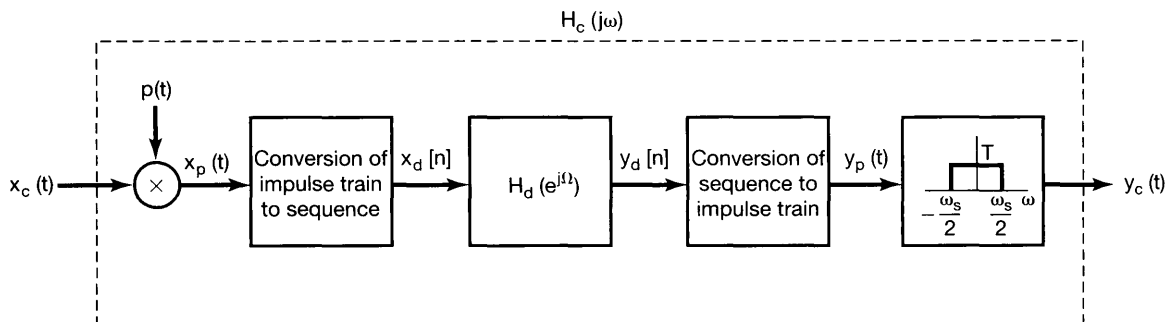 H_c (jω)
p(t)
x_c (t)
×
x_p (t)
Conversion of
impulse train
to sequence
x_d [n]
H_d (e^{jΩ})
y_d [n]
Conversion of
sequence to
impulse train
y_p (t)
T
-ω_s/2
ω_s/2
ω
y_c (t)